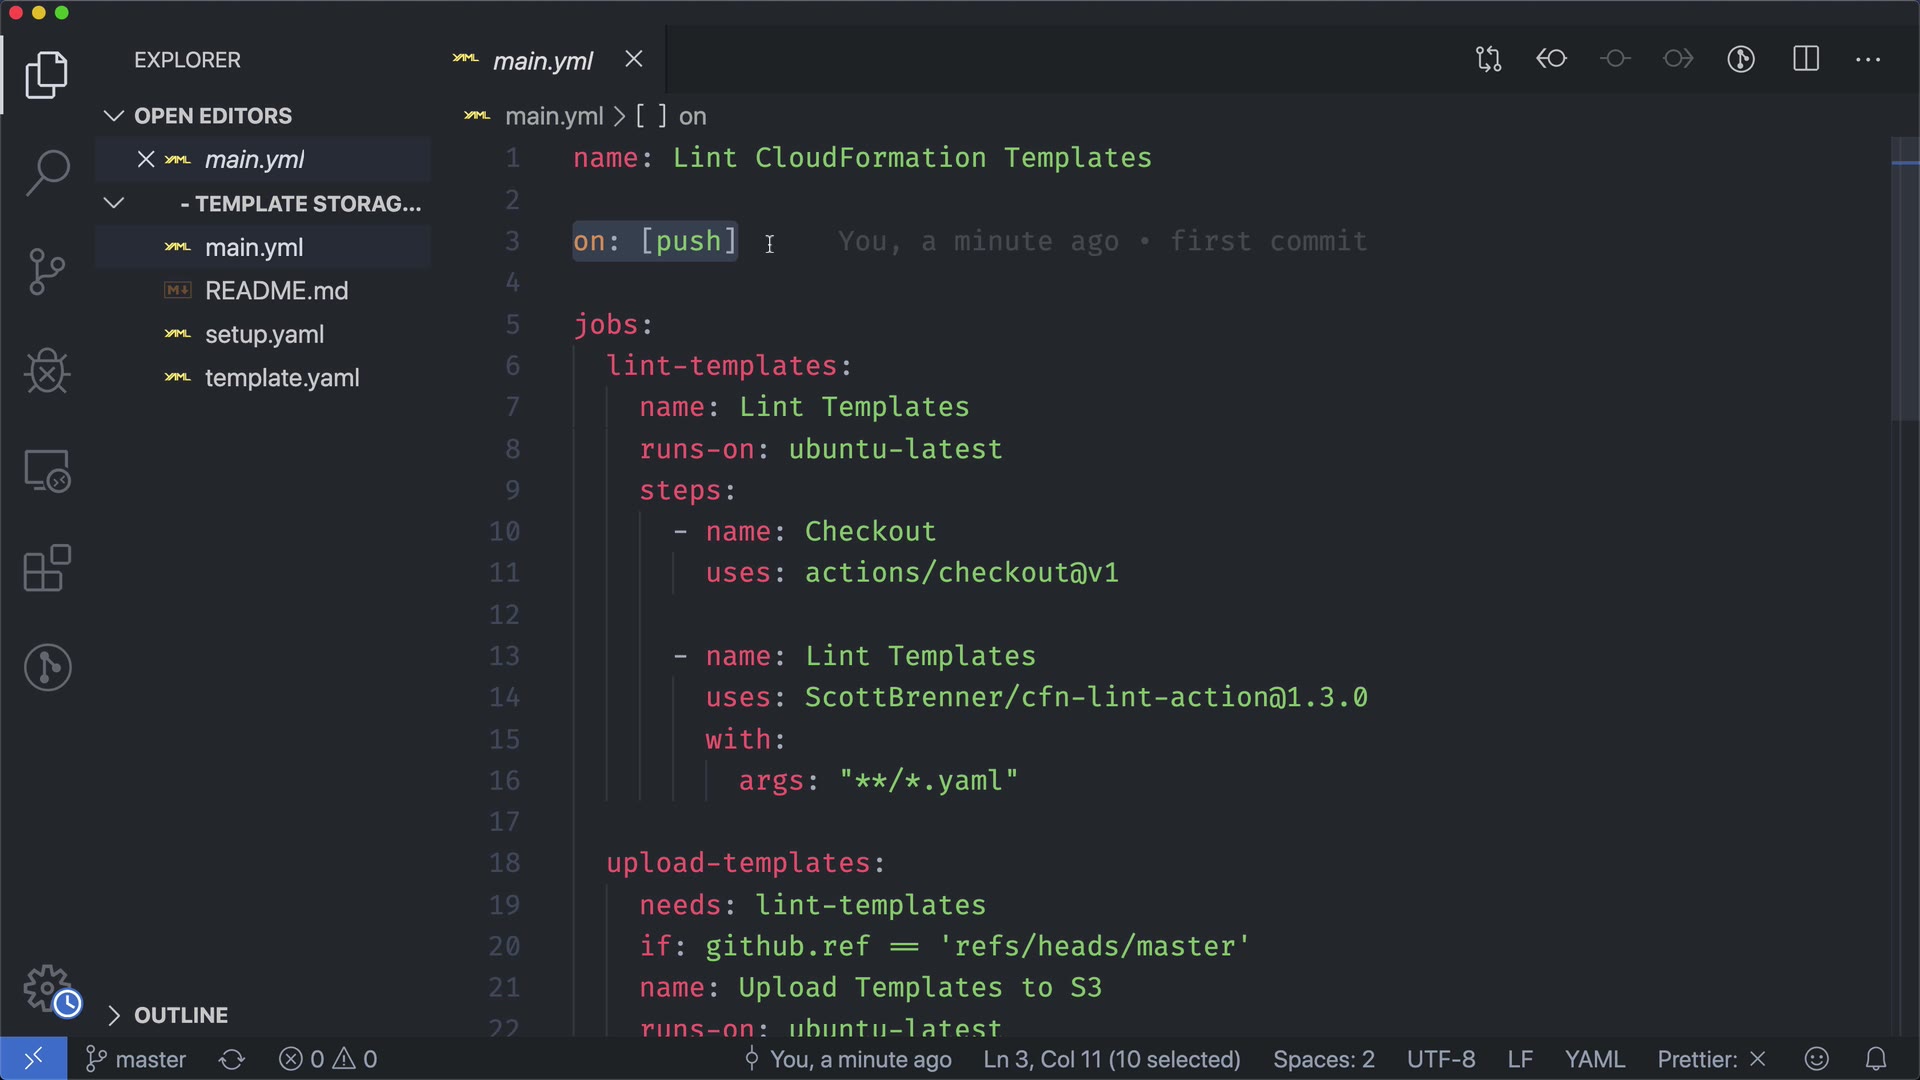 EXPLORER
OPEN EDITORS
main.yml
- TEMPLATE STORAG...
main.yml
README.md
setup.yaml
template.yaml
OUTLINE
main.yml
main.yml > [ ] on
1 name: Lint CloudFormation Templates
2
3 on: [push] You, a minute ago • first commit
4
5 jobs:
6 lint-templates:
7 name: Lint Templates
8 runs-on: ubuntu-latest
9 steps:
10 - name: Checkout
11 uses: actions/checkout@v1
12
13 - name: Lint Templates
14 uses: ScottBrenner/cfn-lint-action@1.3.0
15 with:
16 args: "**/*.yaml"
17
18 upload-templates:
19 needs: lint-templates
20 if: github.ref == 'refs/heads/master'
21 name: Upload Templates to S3
22 runs-on: ubuntu-latest
master 0 0 You, a minute ago Ln 3, Col 11 (10 selected) Spaces: 2 UTF-8 LF YAML Prettier: ×